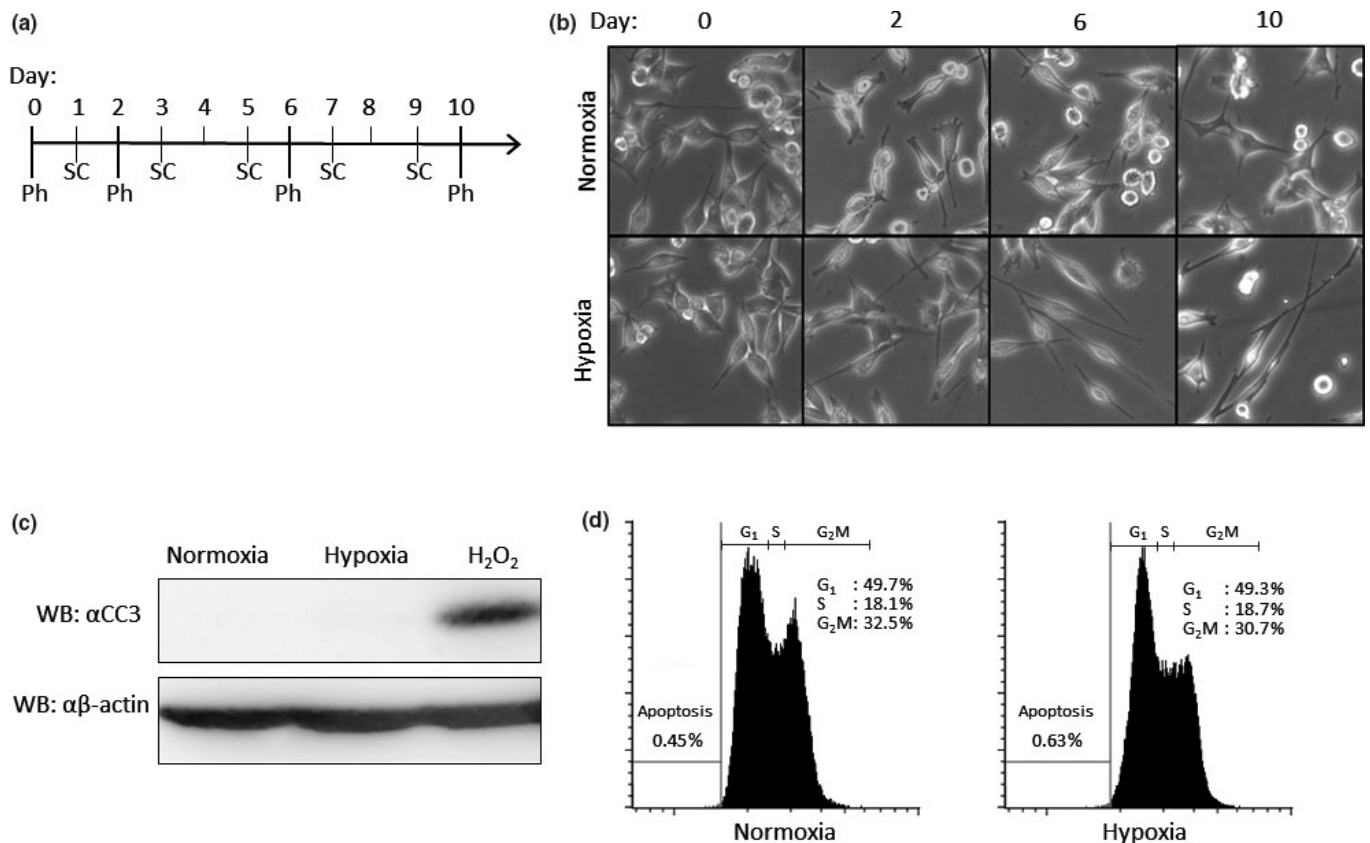 (a)
Day:
0 1 2 3 4 5 6 7 8 9 10
SC SC SC SC SC
Ph Ph Ph Ph
(b) Day: 0 2 6 10
Normoxia
Hypoxia
(c)
Normoxia Hypoxia H₂O₂
WB: αCC3
WB: αβ-actin
(d)
G₁ S G₂M
G₁ : 49.7%
S : 18.1%
G₂M: 32.5%
Apoptosis
0.45%
Normoxia
G₁ S G₂M
G₁ : 49.3%
S : 18.7%
G₂M: 30.7%
Apoptosis
0.63%
Hypoxia